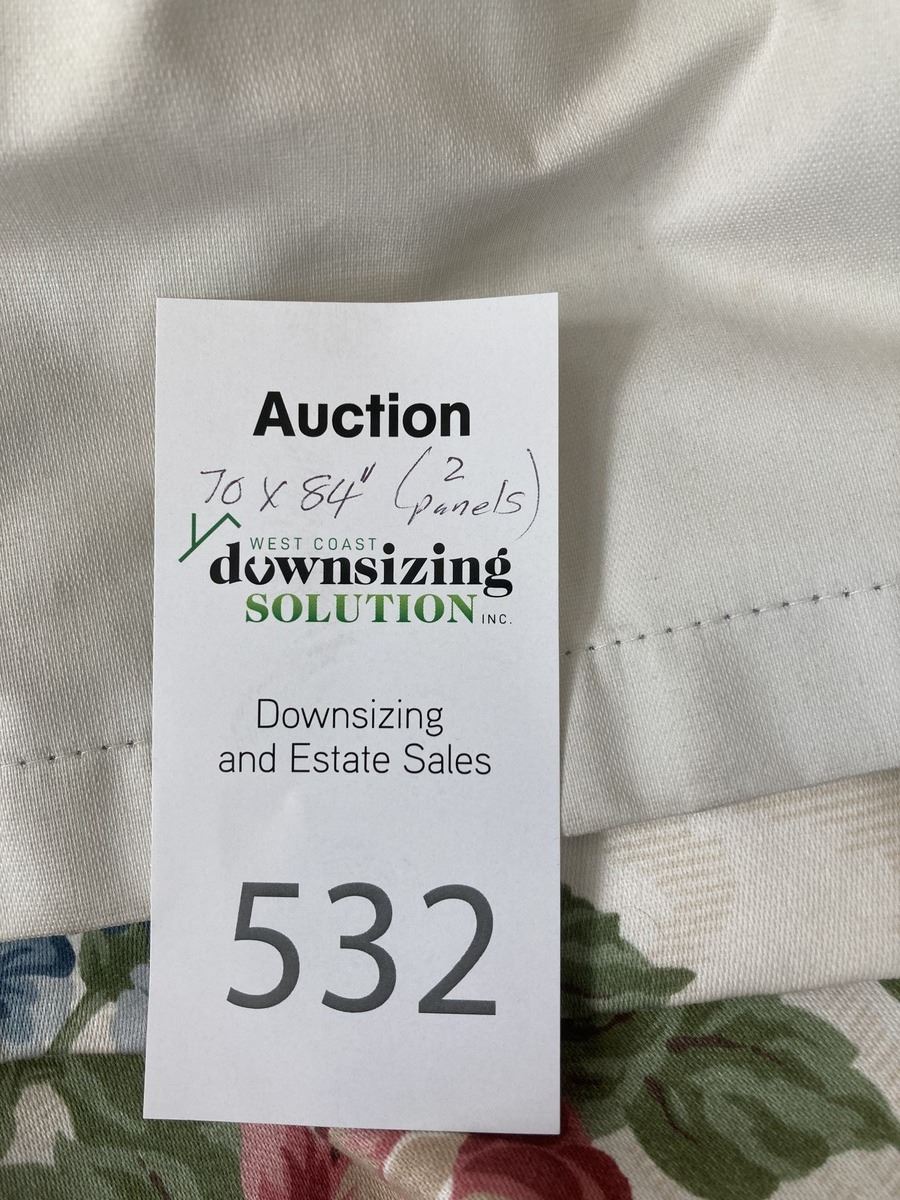 Auction
70 x 84" (2 panels)
WEST COAST
downsizing
SOLUTION INC.
Downsizing
and Estate Sales
532